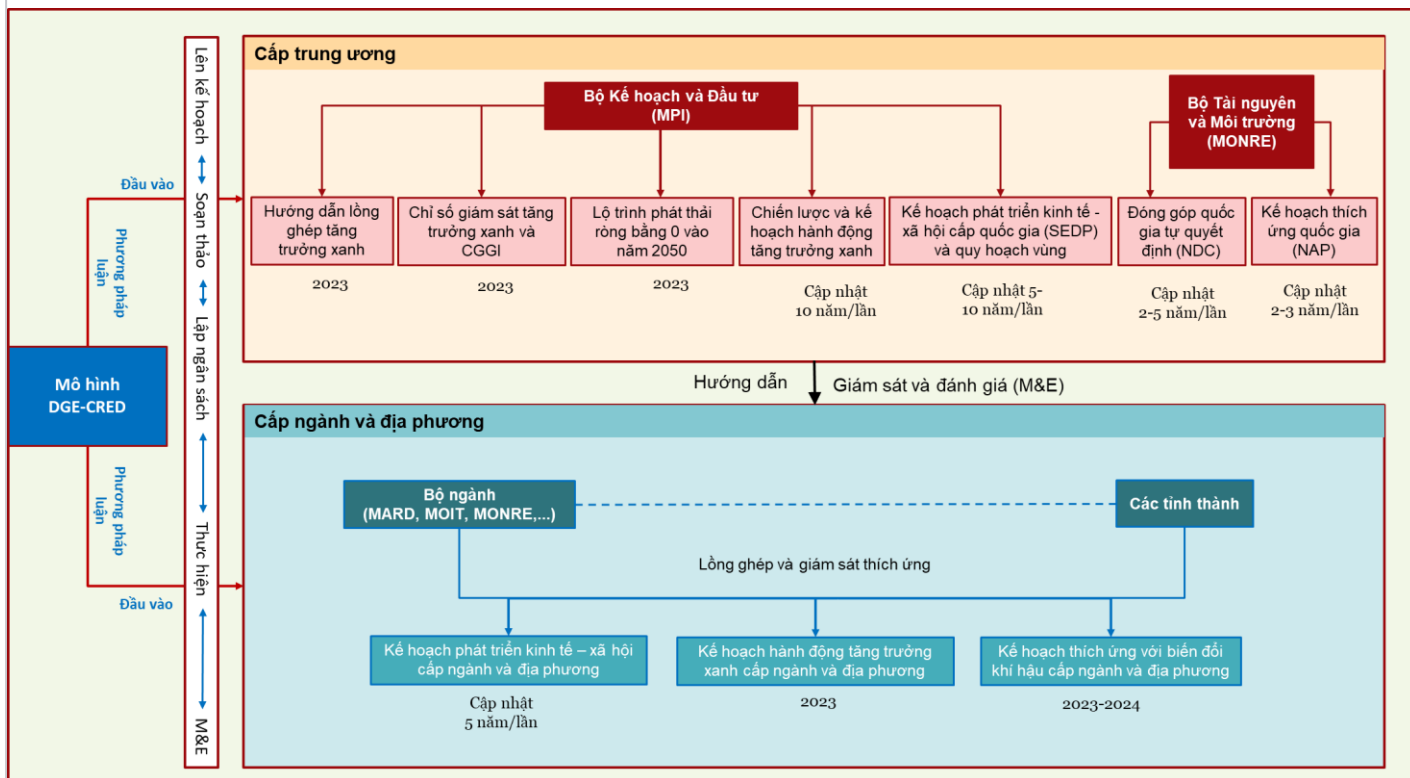 Cấp trung ương
Bộ Kế hoạch và Đầu tư
(MPI)
Bộ Tài nguyên
và Môi trường
(MONRE)
Hướng dẫn lồng
ghép tăng
trưởng xanh
2023
Chỉ số giám sát tăng
trưởng xanh và
CGGI
2023
Lộ trình phát thải
ròng bằng 0 vào
năm 2050
2023
Chiến lược và kế
hoạch hành động
tăng trưởng xanh
Cập nhật
10 năm/lần
Kế hoạch phát triển kinh tế -
xã hội cấp quốc gia (SEDP)
và quy hoạch vùng
Cập nhật 5-
10 năm/lần
Đóng góp quốc
gia tự quyết
định (NDC)
Cập nhật
2-5 năm/lần
Kế hoạch thích
ứng quốc gia
(NAP)
Cập nhật
2-3 năm/lần
Lên kế hoạch
Soạn thảo
Lập ngân sách
Thực hiện
M&E
Đầu vào
Phương pháp
luận
Mô hình
DGE-CRED
Phương pháp
luận
Đầu vào
Hướng dẫn
Giám sát và đánh giá (M&E)
Cấp ngành và địa phương
Bộ ngành
(MARD, MOIT, MONRE,...)
Các tỉnh thành
Lồng ghép và giám sát thích ứng
Kế hoạch phát triển kinh tế – xã hội
cấp ngành và địa phương
Cập nhật
5 năm/lần
Kế hoạch hành động tăng trưởng
xanh cấp ngành và địa phương
2023
Kế hoạch thích ứng với biến đổi
khí hậu cấp ngành và địa phương
2023-2024